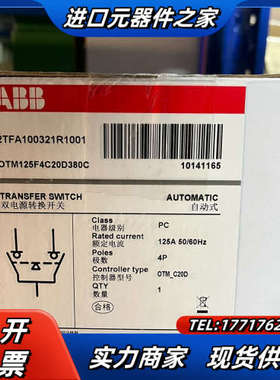 进口元器件之家
ABB
2TFA100321R1001
OTM125F4C20D380C
10141165
TRANSFER SWITCH
双电源转换开关
AUTOMATIC
自动式
Class
级别
PC
Rated current
额定电流
125A 50/60Hz
Poles
极数
4P
Controller type
控制器型号
OTM_C20D
QTY
数量
1
合格
可开
发票
TEL:1771762
实力商家 现货供